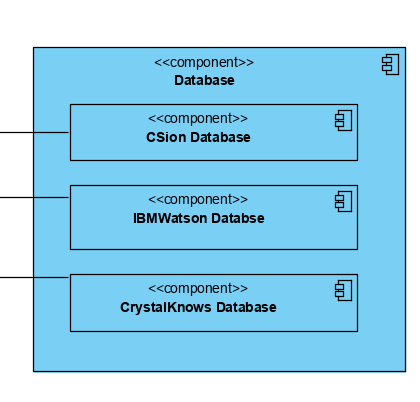 <<component>>
Database
<<component>>
CSion Database
<<component>>
IBMWatson Databse
<<component>>
CrystalKnows Database